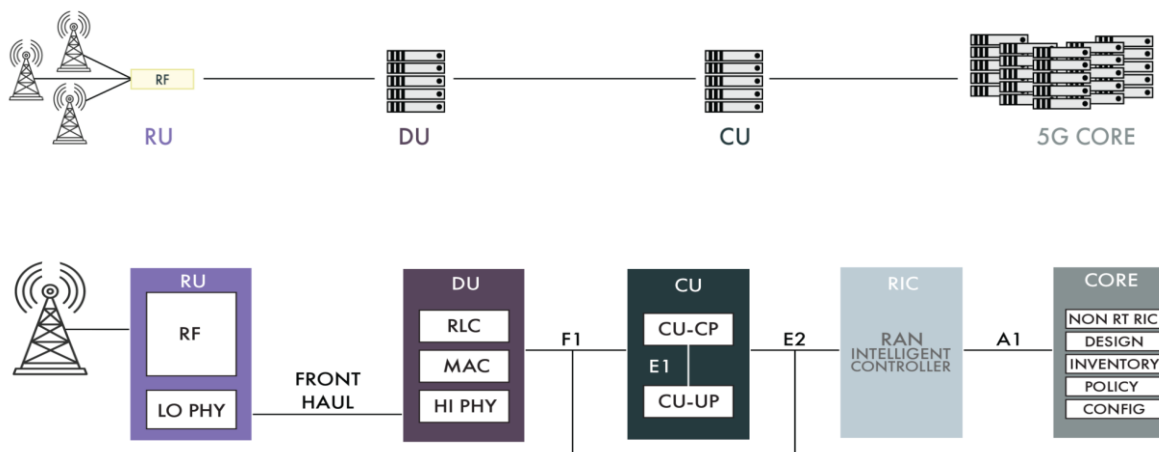 RF
RU
DU
CU
5G CORE
RU
RF
LO PHY
FRONT
HAUL
DU
RLC
MAC
HI PHY
F1
CU
CU-CP
E1
CU-UP
E2
RIC
RAN
INTELLIGENT
CONTROLLER
A1
CORE
NON RT RIC
DESIGN
INVENTORY
POLICY
CONFIG